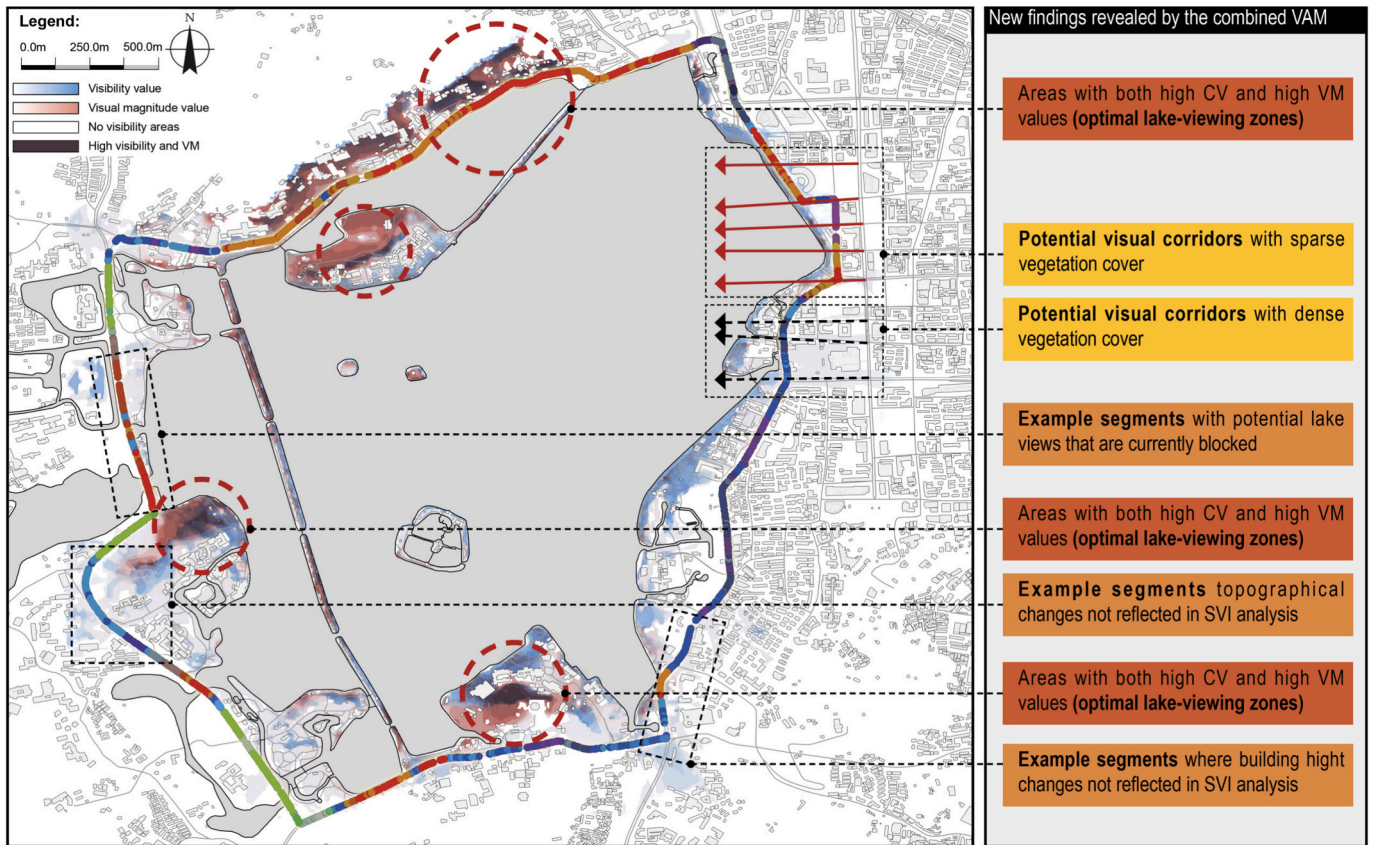 Legend:
0.0m 250.0m 500.0m
N
Visibility value
Visual magnitude value
No visibility areas
High visibility and VM
New findings revealed by the combined VAM
Areas with both high CV and high VM
values (optimal lake-viewing zones)
Potential visual corridors with sparse
vegetation cover
Potential visual corridors with dense
vegetation cover
Example segments with potential lake
views that are currently blocked
Areas with both high CV and high VM
values (optimal lake-viewing zones)
Example segments topographical
changes not reflected in SVI analysis
Areas with both high CV and high VM
values (optimal lake-viewing zones)
Example segments where building hight
changes not reflected in SVI analysis